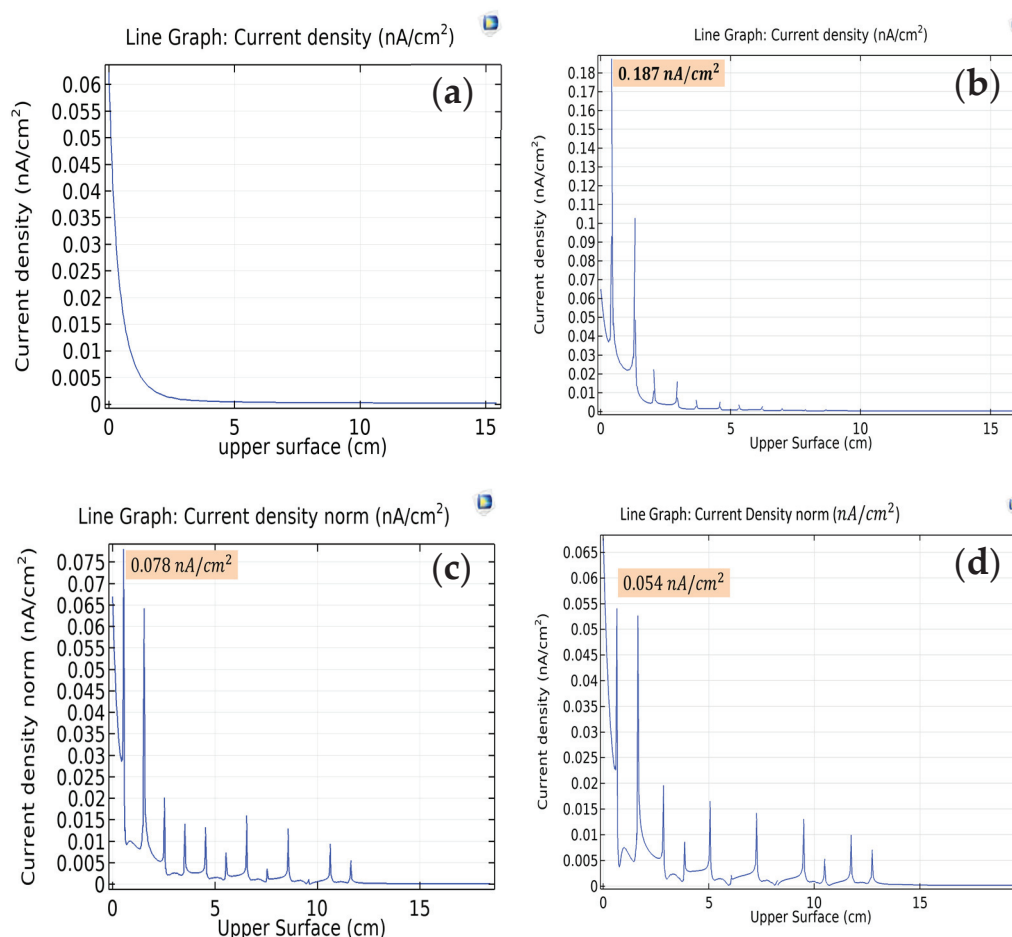 Line Graph: Current density (nA/cm²)
(a)
Current density (nA/cm²)
0.06
0.055
0.05
0.045
0.04
0.035
0.03
0.025
0.02
0.015
0.01
0.005
0
0 5 10 15
upper surface (cm)
Line Graph: Current density (nA/cm²)
0.187 nA/cm²
(b)
Current density (nA/cm²)
0.18
0.17
0.16
0.15
0.14
0.13
0.12
0.11
0.1
0.09
0.08
0.07
0.06
0.05
0.04
0.03
0.02
0.01
0
0 5 10 15
Upper Surface (cm)
Line Graph: Current density norm (nA/cm²)
0.078 nA/cm²
(c)
Current density norm (nA/cm²)
0.075
0.07
0.065
0.06
0.055
0.05
0.045
0.04
0.035
0.03
0.025
0.02
0.015
0.01
0.005
0
0 5 10 15
Upper Surface (cm)
Line Graph: Current Density norm (nA/cm²)
0.054 nA/cm²
(d)
Current density (nA/cm²)
0.065
0.06
0.055
0.05
0.045
0.04
0.035
0.03
0.025
0.02
0.015
0.01
0.005
0
0 5 10 15
Upper Surface (cm)